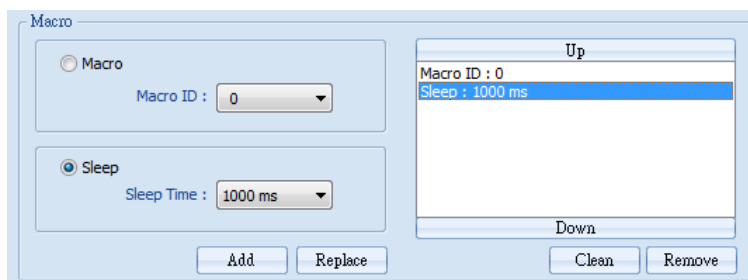 Macro
Macro
Macro ID : 0
Sleep
Sleep Time : 1000 ms
Add Replace
Up
Macro ID : 0
Sleep : 1000 ms
Down
Clean Remove